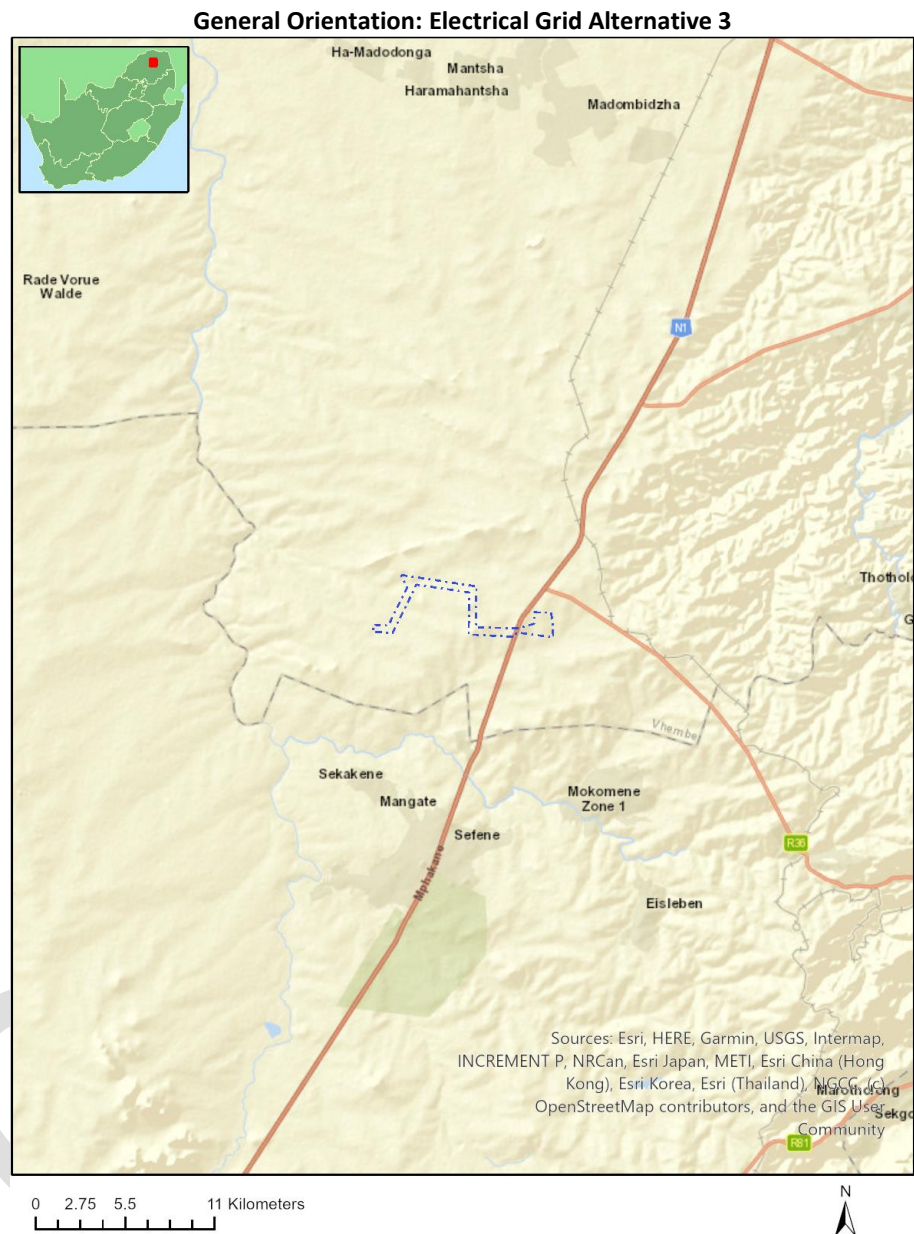 General Orientation: Electrical Grid Alternative 3
Ha-Madodonga
Mantsha
Haramahantsha
Madombidzha
Rade Vorue
Walde
N1
Thothol
G
Vhembe
Sekakene
Mangate
Mokomene
Zone 1
Sefene
R36
Mphakane
Eisleben
Sources: Esri, HERE, Garmin, USGS, Intermap,
INCREMENT P, NRCan, Esri Japan, METI, Esri China (Hong
Kong), Esri Korea, Esri (Thailand), NGCC, (c)
OpenStreetMap contributors, and the GIS User
Community
Sekgo
R81
0 2.75 5.5 11 Kilometers
N